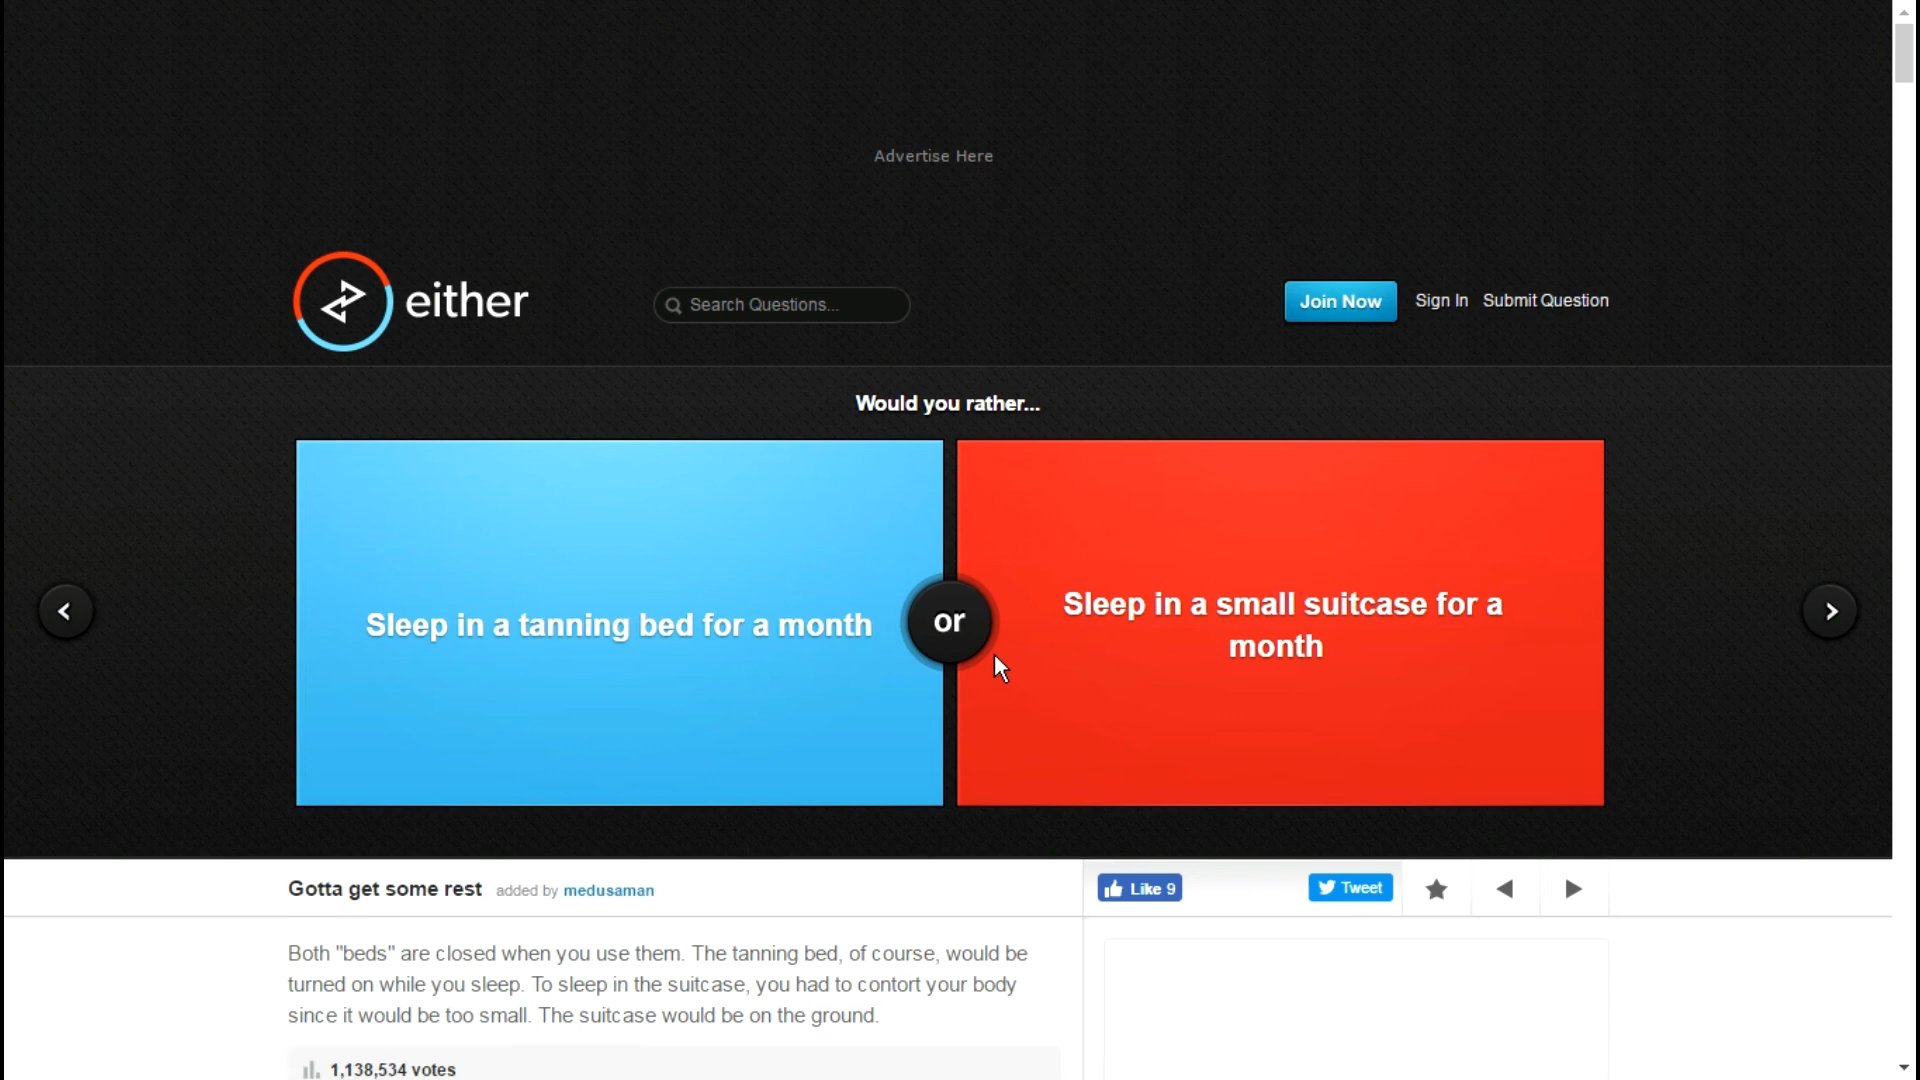 Advertise Here
either
Search Questions...
Join Now
Sign In
Submit Question
Would you rather...
Sleep in a tanning bed for a month
or
Sleep in a small suitcase for a
month
Gotta get some rest added by medusaman
Like 9
Tweet
Both "beds" are closed when you use them. The tanning bed, of course, would be
turned on while you sleep. To sleep in the suitcase, you had to contort your body
since it would be too small. The suitcase would be on the ground.
1,138,534 votes